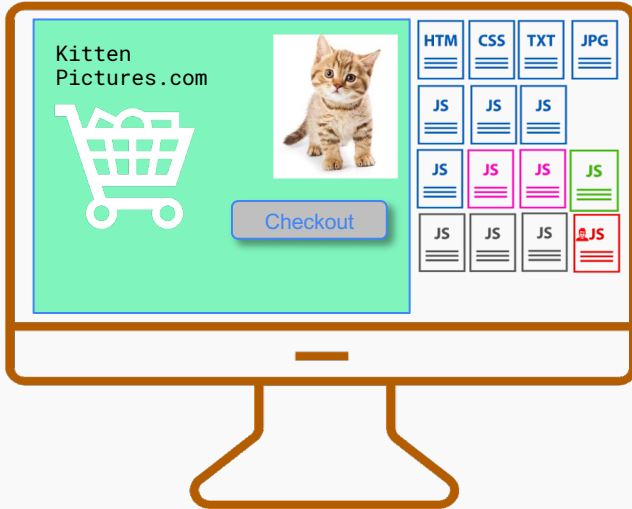 Kitten
Pictures.com
Checkout
HTM CSS TXT JPG
JS JS JS
JS JS JS JS
JS JS JS JS